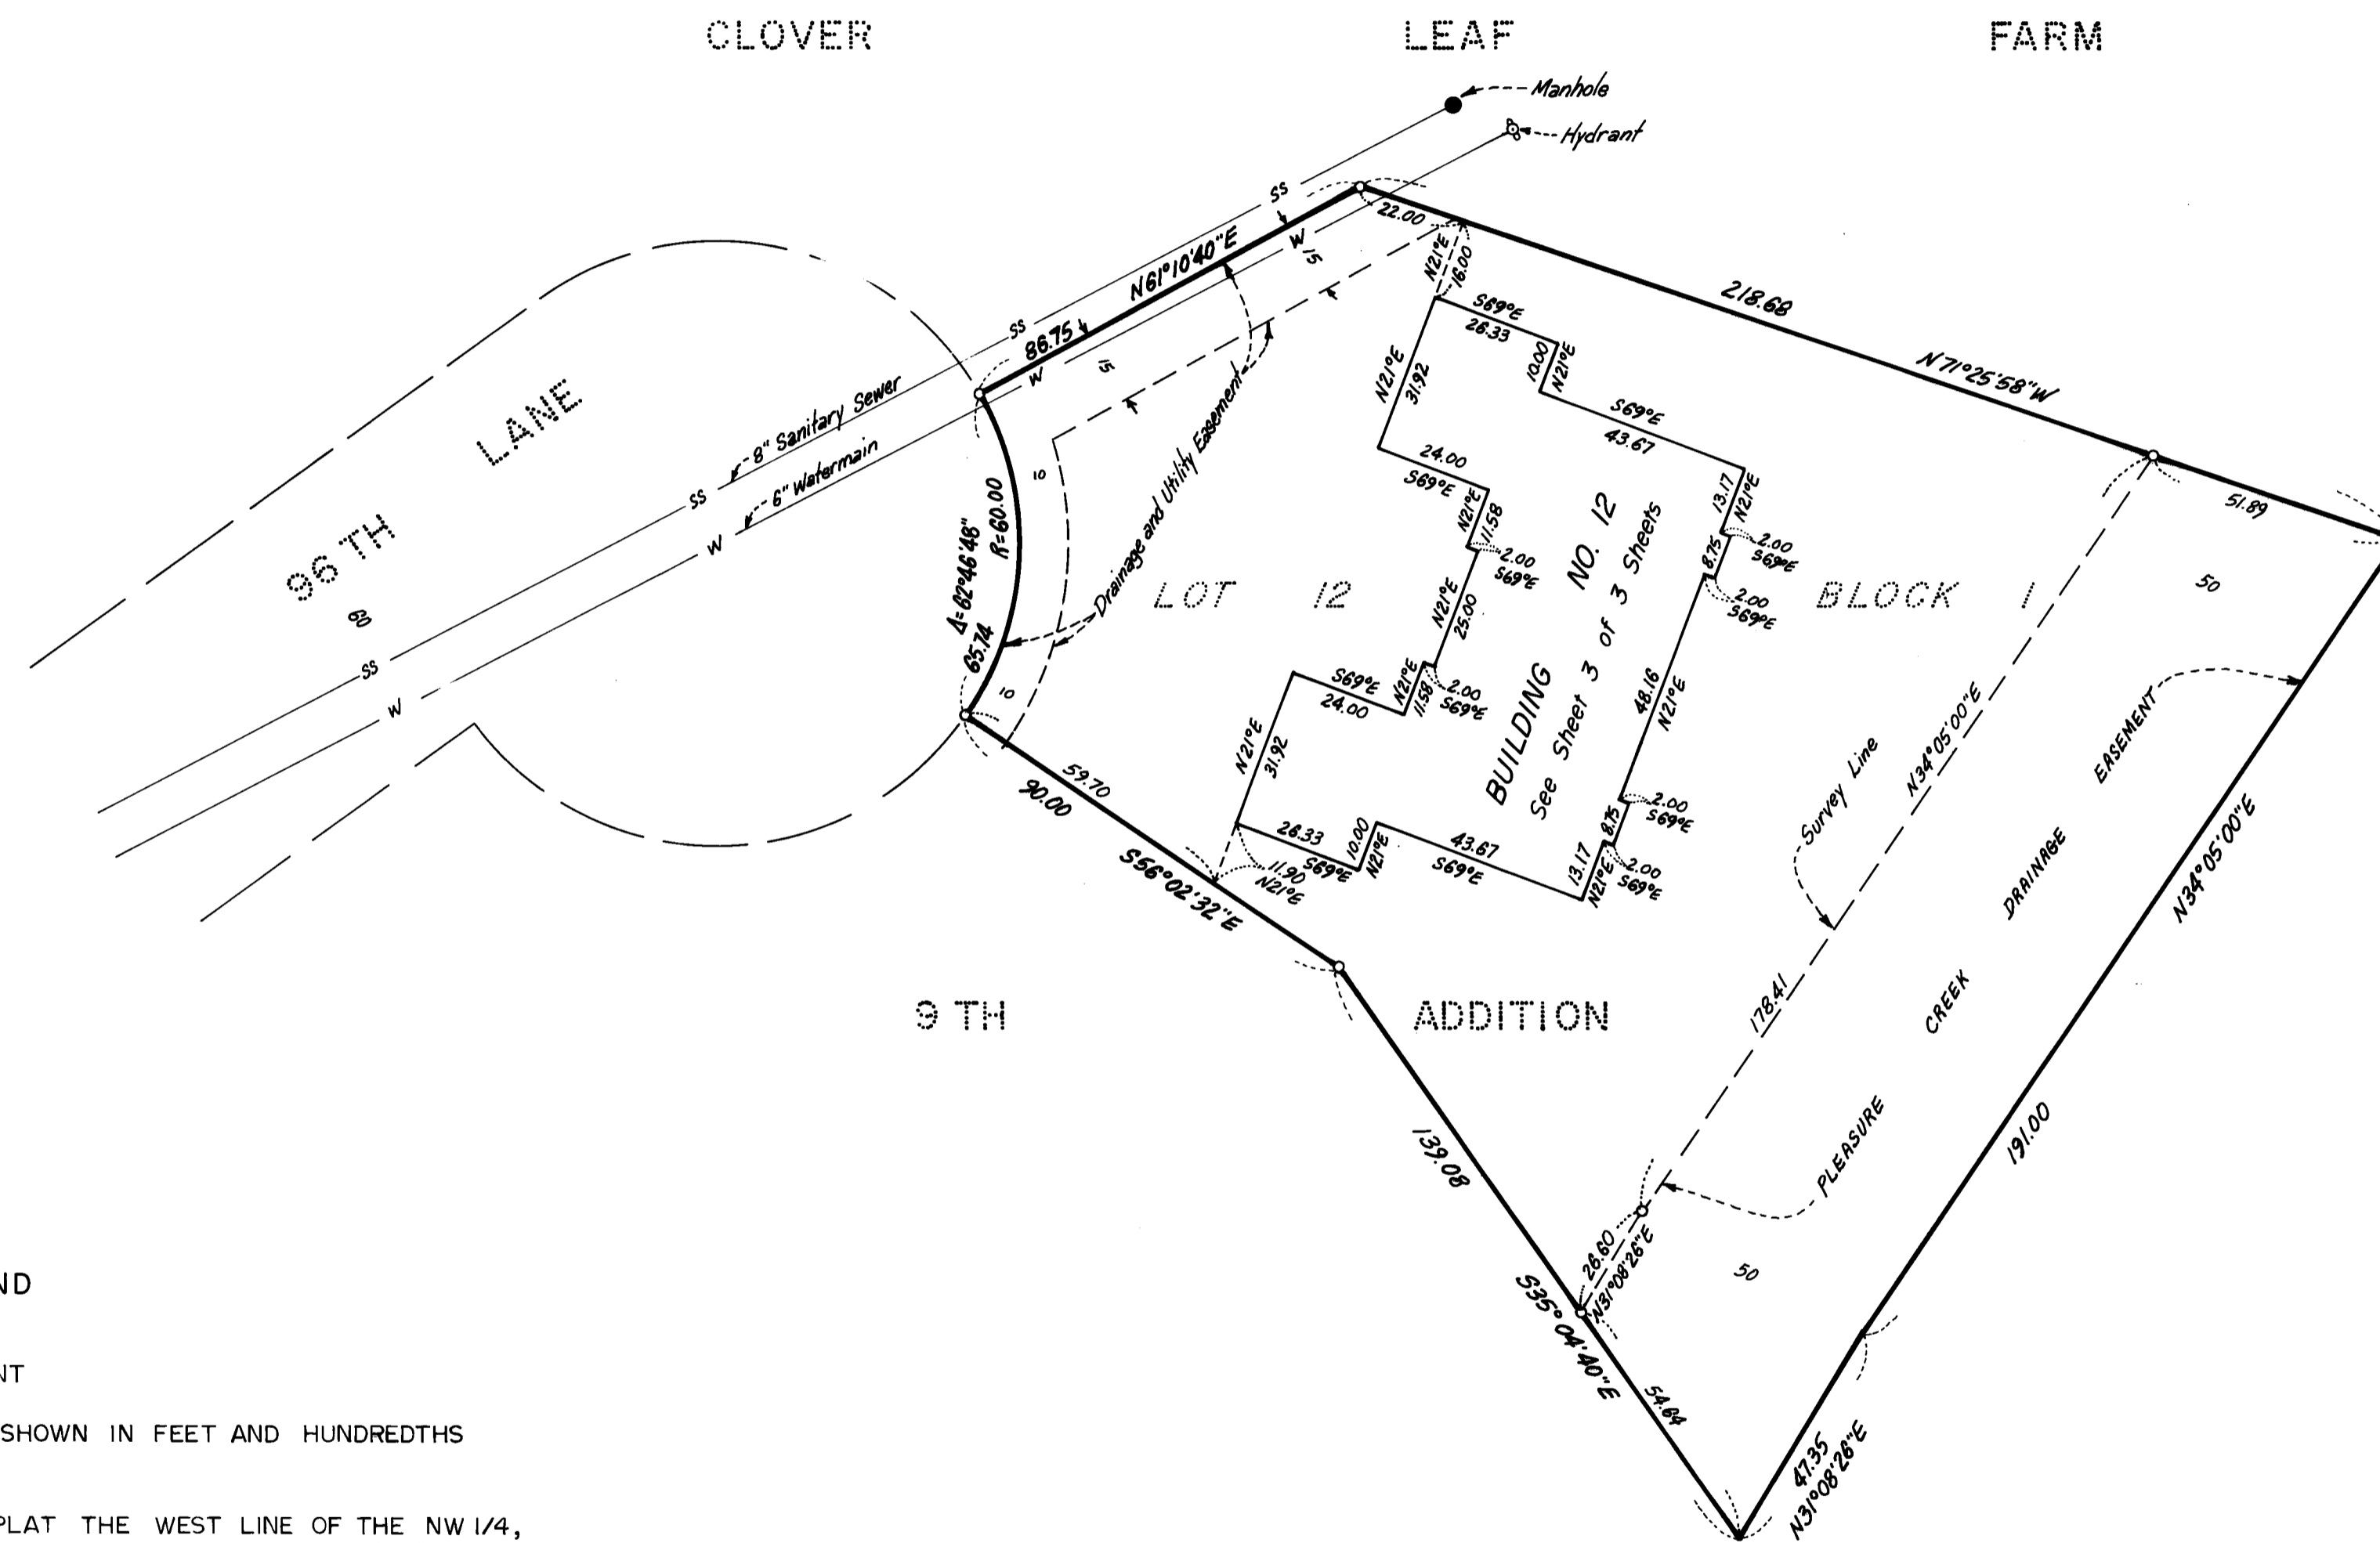 CLOVER LEAF FARM
Manhole
Hydrant
SS
22.00
N61°10'40"E
W
15
N21°E
16.00
218.68
S69°E
26.33
SS
86.75
W
15
N21°E
31.92
10.00
N21°E
N71°25'58"W
S69°E
43.67
8" Sanitary Sewer
6" Watermain
96TH LANE
60
SS
W
SS
W
24.00
S69°E
N21°E
11.58
2.00
S69°E
13.17
N21°E
2.00
S69°E
8.75
2.00
S69°E
51.89
50
10
R=60.00
Δ=62°46'48"
65.74
10
Drainage and Utility Easement
LOT 12
BLOCK 1
N21°E
25.00
BUILDING NO. 12
See Sheet 3 of 3 Sheets
S69°E
24.00
N21°E
11.58
2.00
S69°E
48.16
N21°E
N21°E
31.92
59.70
90.00
S56°02'32"E
26.33
S69°E
11.90
N21°E
10.00
N21°E
43.67
S69°E
13.17
N21°E
8.75
2.00
S69°E
2.00
S69°E
Survey Line
N34°05'00"E
178.41
PLEASURE CREEK DRAINAGE EASEMENT
N34°05'00"E
191.00
9TH ADDITION
139.08
S35°04'40"E
26.60
N31°08'26"E
50
54.64
47.35
N31°08'26"E
ND
NT
SHOWN IN FEET AND HUNDREDTHS
PLAT THE WEST LINE OF THE NW 1/4,